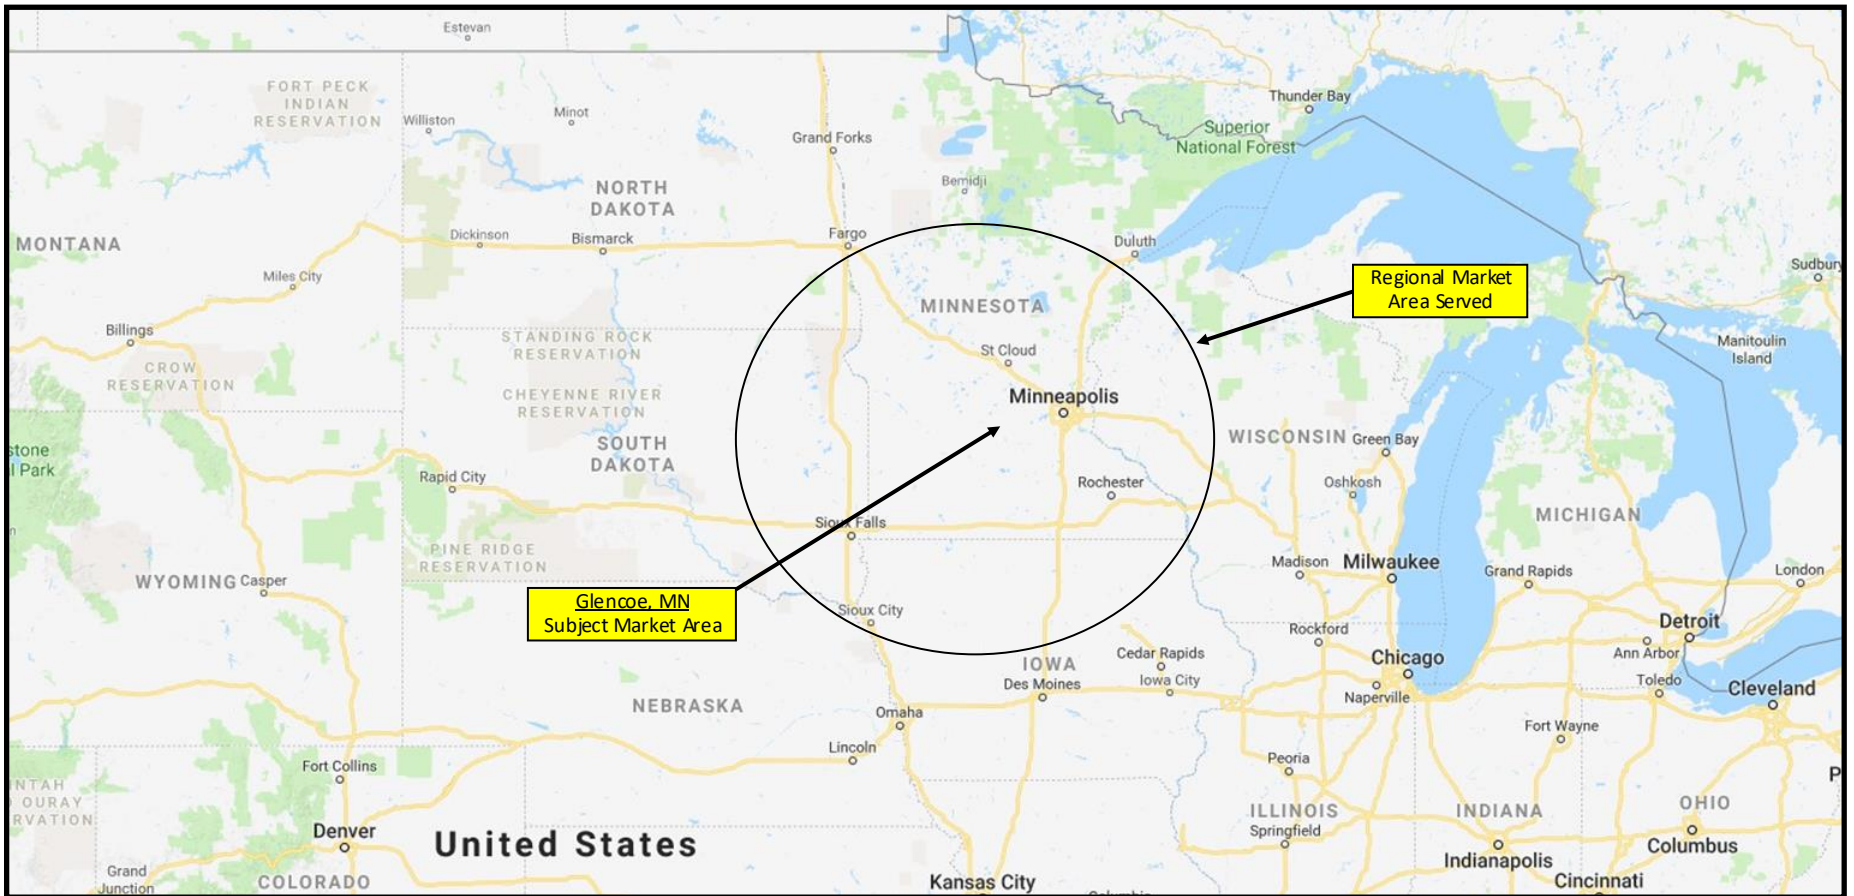 Estevan
FORT PECK
INDIAN
RESERVATION
Williston
Minot
Grand Forks
Thunder Bay
Superior
National Forest
Bemidji
NORTH
DAKOTA
MONTANA
Dickinson
Bismarck
Fargo
Duluth
Miles City
Sudbury
Regional Market
Area Served
MINNESOTA
Billings
STANDING ROCK
RESERVATION
St Cloud
Manitoulin
Island
CROW
RESERVATION
CHEYENNE RIVER
RESERVATION
Minneapolis
SOUTH
DAKOTA
WISCONSIN
Green Bay
stone
l Park
Rapid City
Rochester
Oshkosh
MICHIGAN
Sioux Falls
PINE RIDGE
RESERVATION
WYOMING
Casper
Madison
Milwaukee
Grand Rapids
London
Glencoe, MN
Subject Market Area
Sioux City
Rockford
Detroit
Ann Arbor
Chicago
IOWA
Cedar Rapids
Iowa City
Des Moines
Toledo
Cleveland
Naperville
NEBRASKA
Omaha
Fort Wayne
Lincoln
Peoria
Fort Collins
NTAH
OURAY
RVATION
P
ILLINOIS
Springfield
INDIANA
OHIO
Columbus
Denver
United States
Indianapolis
Grand
Junction
COLORADO
Kansas City
Cincinnati